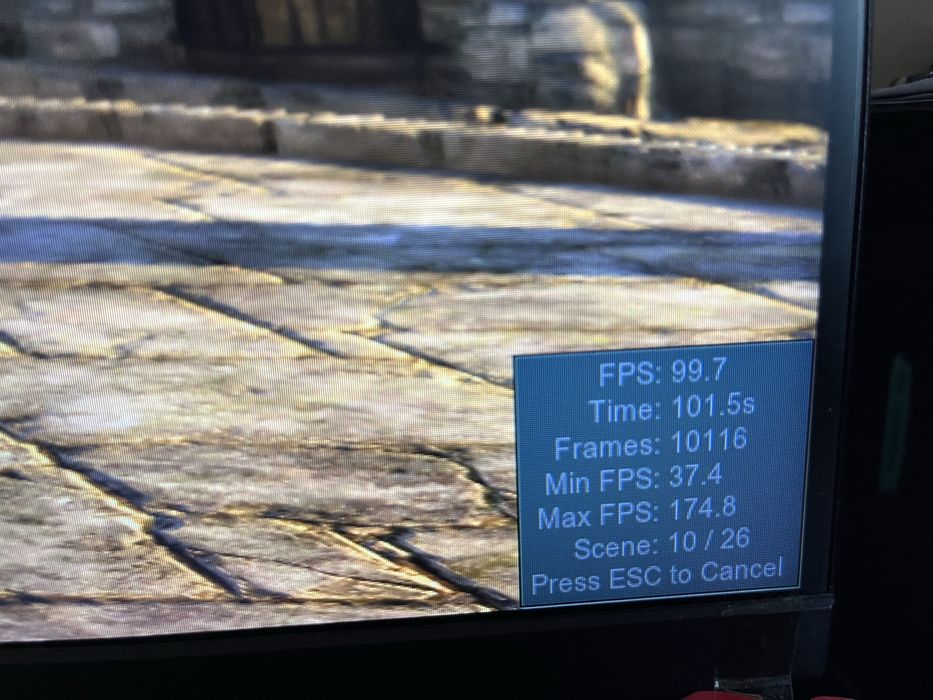 FPS: 99.7
Time: 101.5s
Frames: 10116
Min FPS: 37.4
Max FPS: 174.8
Scene: 10 / 26
Press ESC to Cancel